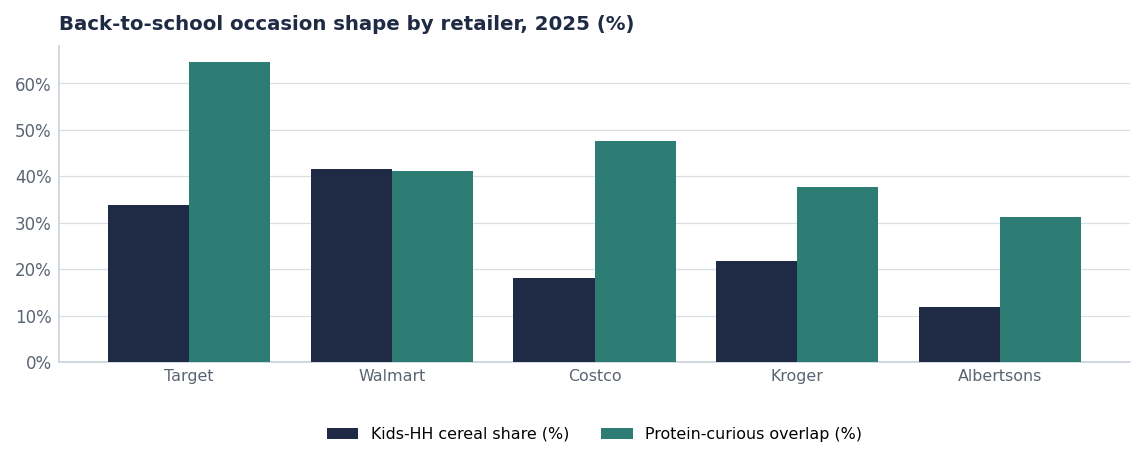 Back-to-school occasion shape by retailer, 2025 (%)
60%
50%
40%
30%
20%
10%
0%
Target Walmart Costco Kroger Albertsons
Kids-HH cereal share (%) Protein-curious overlap (%)